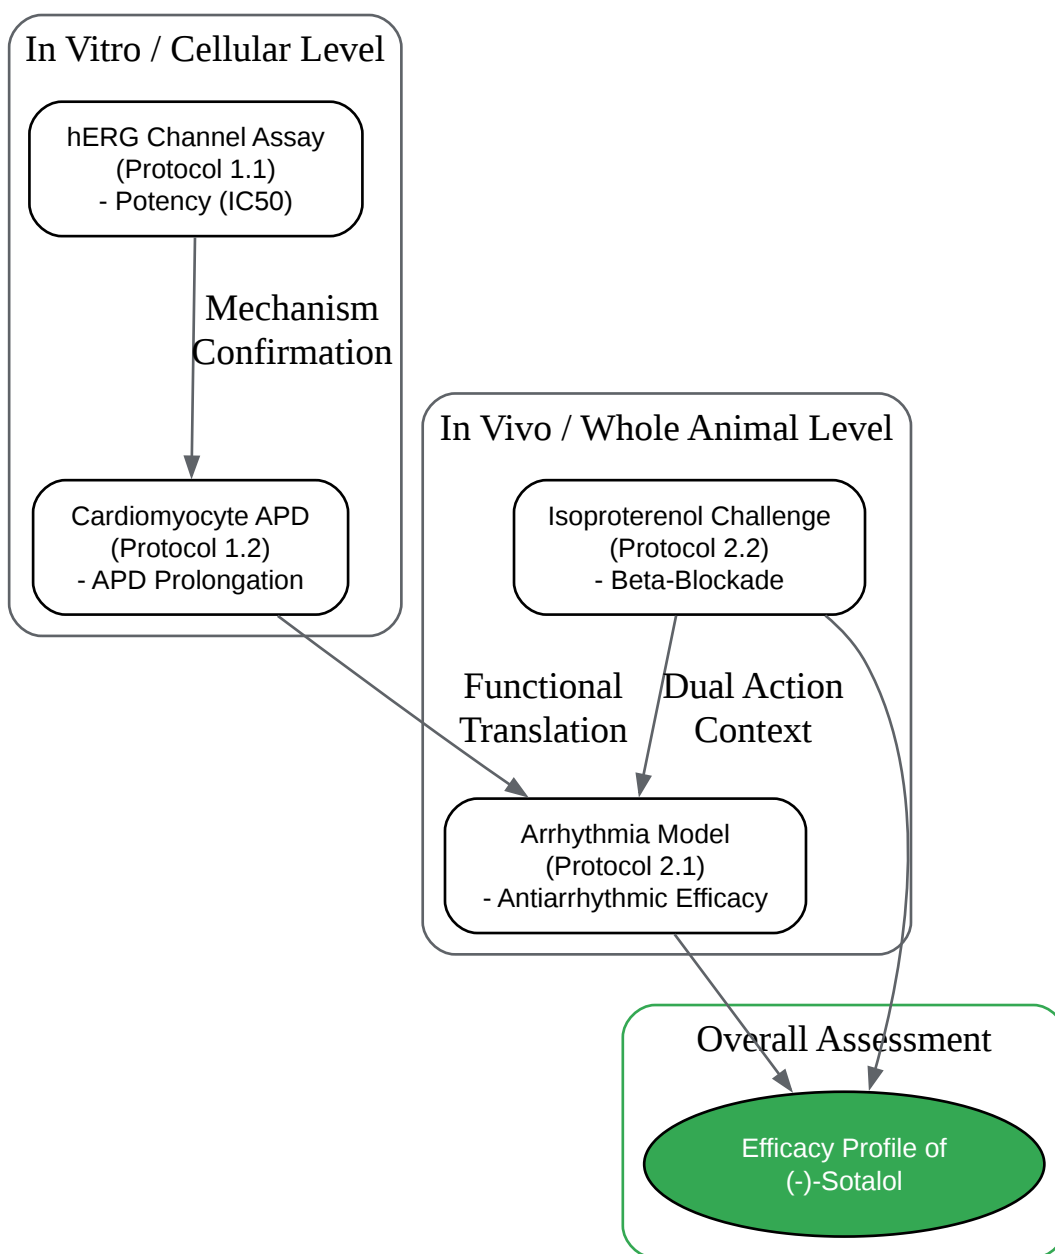 In Vitro / Cellular Level
hERG Channel Assay
(Protocol 1.1)
- Potency (IC50)
Mechanism
Confirmation
Cardiomyocyte APD
(Protocol 1.2)
- APD Prolongation
In Vivo / Whole Animal Level
Isoproterenol Challenge
(Protocol 2.2)
- Beta-Blockade
Functional
Translation
Dual Action
Context
Arrhythmia Model
(Protocol 2.1)
- Antiarrhythmic Efficacy
Overall Assessment
Efficacy Profile of
(-)-Sotalol